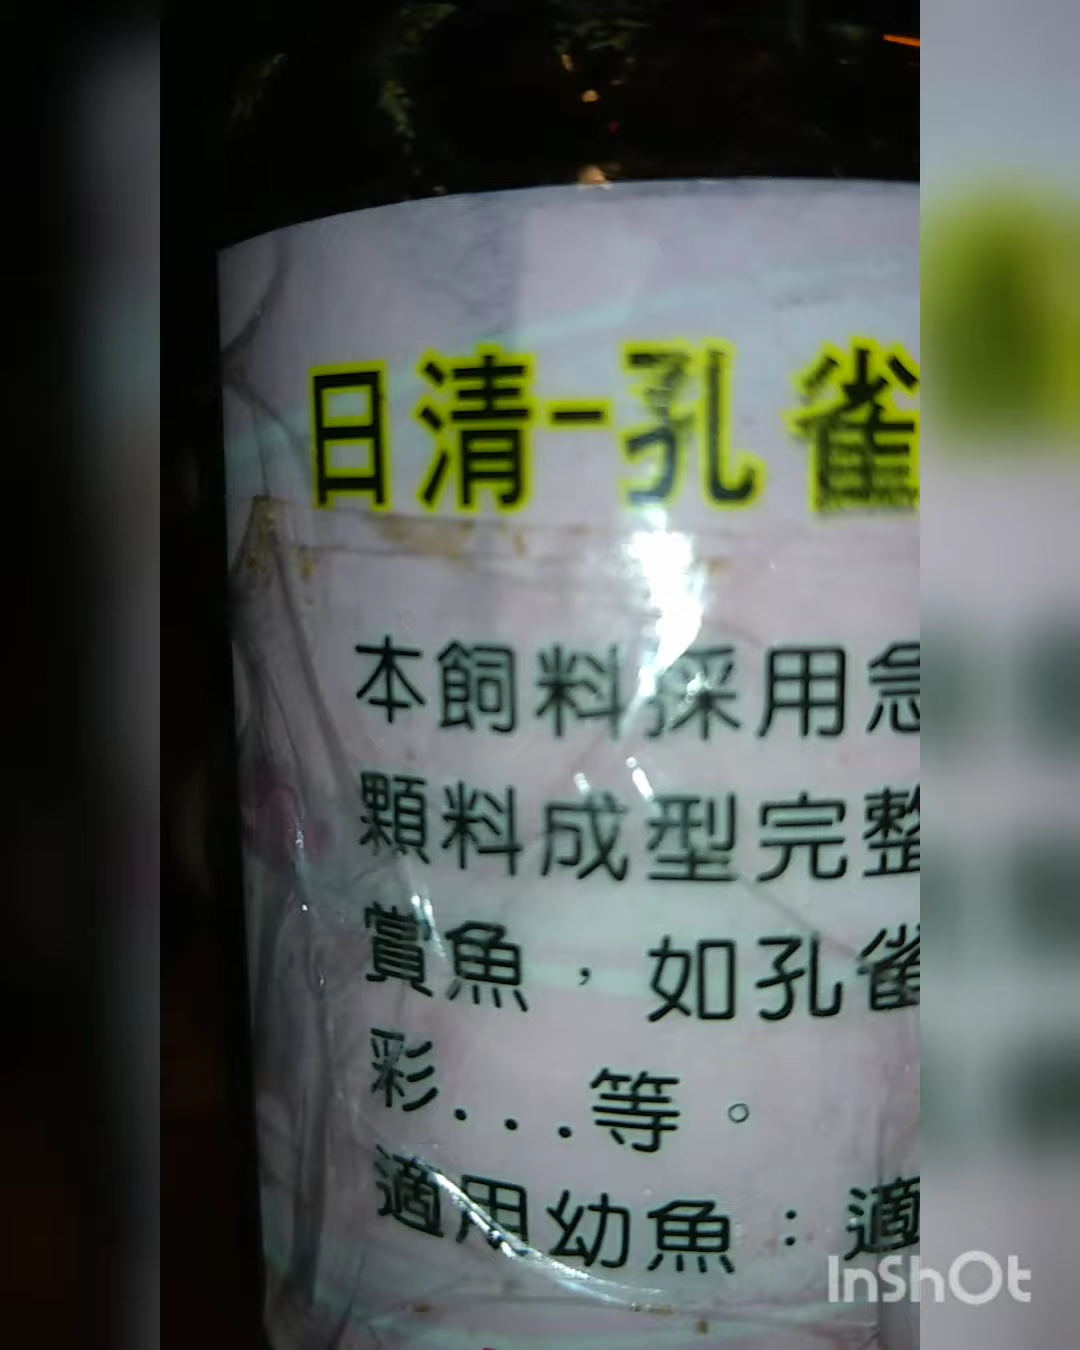 日清-孔雀
本飼料採用急
顆料成型完整
賞魚，如孔雀
彩...等。
適用幼魚：適
InShOt